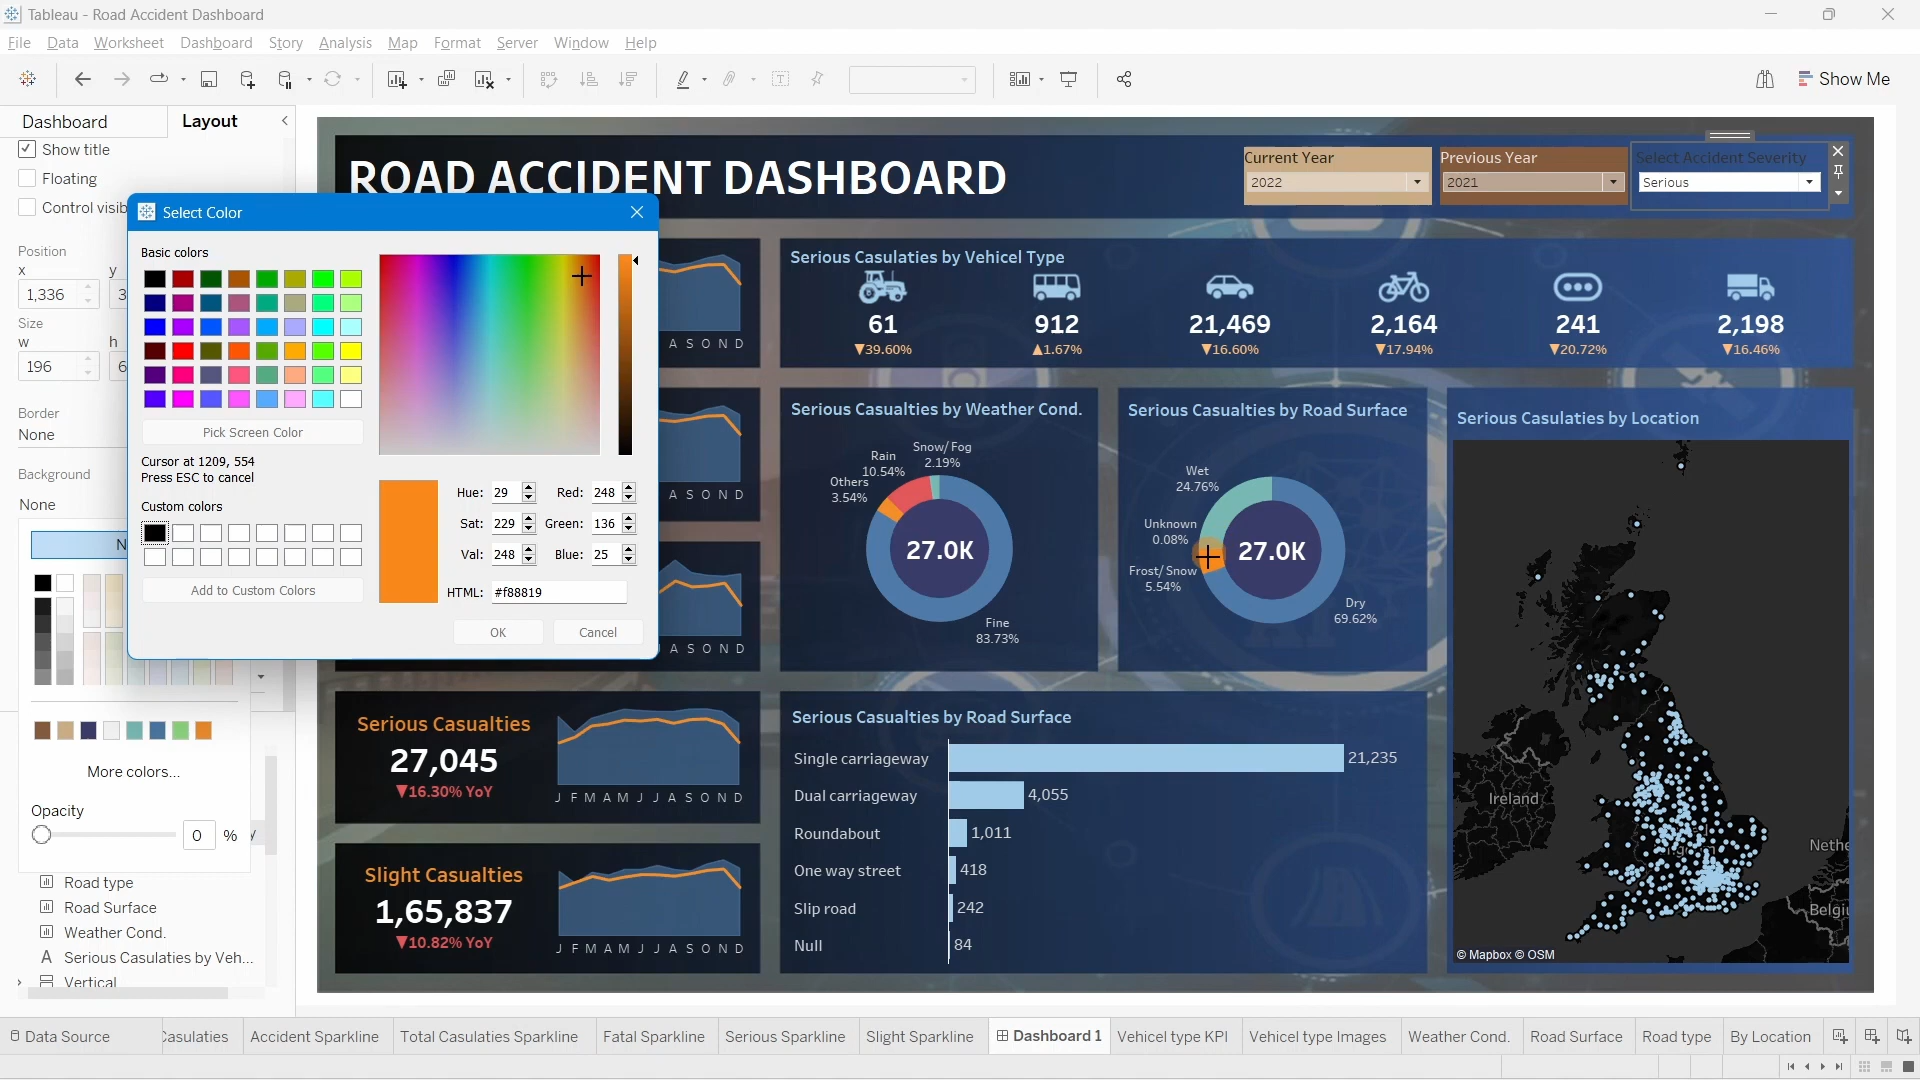 Tableau - Road Accident Dashboard
File Data Worksheet Dashboard Story Analysis Map Format Server Window Help
Show Me
Dashboard Layout
Show title
Floating
Control visib
Position
x y
1,336 3
Size
w h
196 6
Border
None
Background
None
N
More colors...
Opacity
0 %
Road type
Road Surface
Weather Cond.
Serious Casulaties by Veh...
Vertical
Select Color
Basic colors
Pick Screen Color
Cursor at 1209, 554
Press ESC to cancel
Custom colors
Add to Custom Colors
Hue: 29 Red: 248
Sat: 229 Green: 136
Val: 248 Blue: 25
HTML: #f88819
OK Cancel
ROAD ACCIDENT DASHBOARD
Current Year
2022
Previous Year
2021
Select Accident Severity
Serious
A S O N D
A S O N D
A S O N D
Serious Casulaties by Vehicel Type
61 912 21,469 2,164 241 2,198
▼39.60% ▲1.67% ▼16.60% ▼17.94% ▼20.72% ▼16.46%
Serious Casualties by Weather Cond.
Snow/Fog
2.19%
Rain
10.54%
Others
3.54%
27.0K
Fine
83.73%
Serious Casualties by Road Surface
Wet
24.76%
Unknown
0.08%
Frost/Snow
5.54%
27.0K
Dry
69.62%
Serious Casulaties by Location
Ireland
Nethe
Belgiu
© Mapbox © OSM
Serious Casualties
27,045
▼16.30% YoY
J F M A M J J A S O N D
Slight Casualties
1,65,837
▼10.82% YoY
J F M A M J J A S O N D
Serious Casualties by Road Surface
Single carriageway 21,235
Dual carriageway 4,055
Roundabout 1,011
One way street 418
Slip road 242
Null 84
Data Source Casulaties Accident Sparkline Total Casulaties Sparkline Fatal Sparkline Serious Sparkline Slight Sparkline Dashboard 1 Vehicel type KPI Vehicel type Images Weather Cond. Road Surface Road type By Location